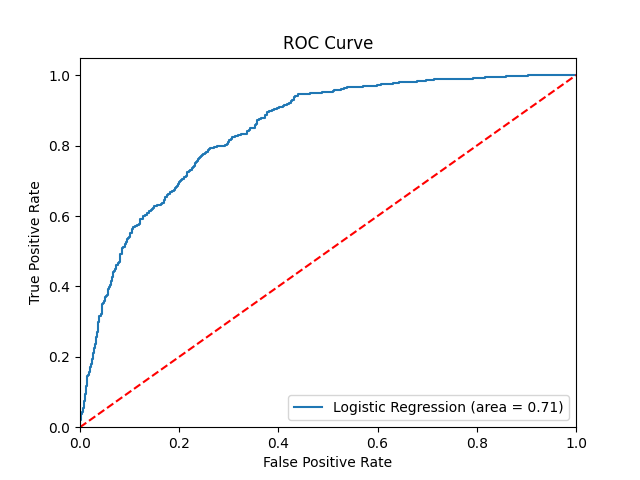 ROC Curve
True Positive Rate
1.0
0.8
0.6
0.4
0.2
0.0
0.0 0.2 0.4 0.6 0.8 1.0
False Positive Rate
Logistic Regression (area = 0.71)